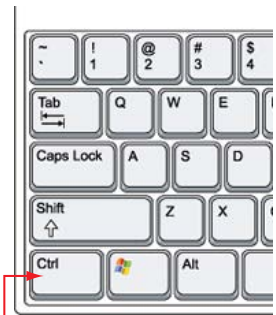 ~ ! @ # $
` 1 2 3 4
Tab Q W E
Caps Lock A S D
Shift Z X
Ctrl Alt